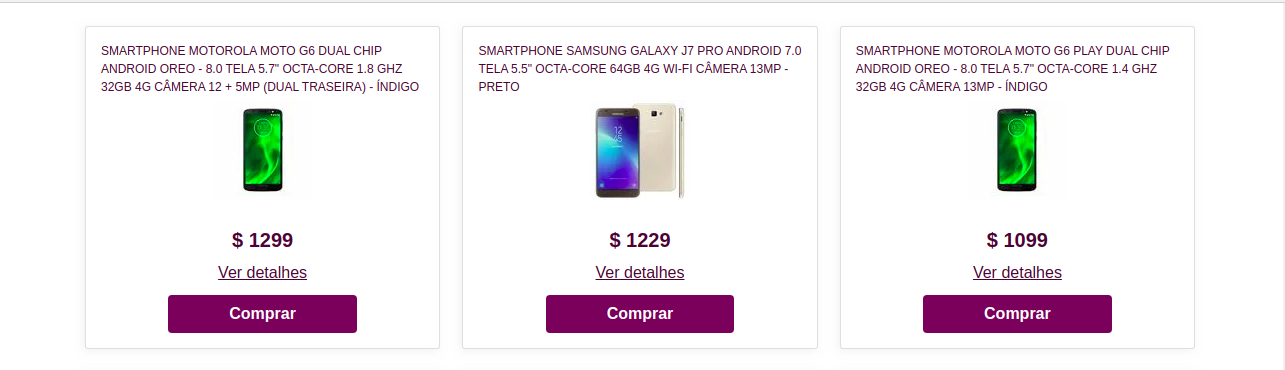 SMARTPHONE MOTOROLA MOTO G6 DUAL CHIP
ANDROID OREO - 8.0 TELA 5.7" OCTA-CORE 1.8 GHZ
32GB 4G CÂMERA 12 + 5MP (DUAL TRASEIRA) - ÍNDIGO
$ 1299
Ver detalhes
Comprar
SMARTPHONE SAMSUNG GALAXY J7 PRO ANDROID 7.0
TELA 5.5" OCTA-CORE 64GB 4G WI-FI CÂMERA 13MP -
PRETO
$ 1229
Ver detalhes
Comprar
SMARTPHONE MOTOROLA MOTO G6 PLAY DUAL CHIP
ANDROID OREO - 8.0 TELA 5.7" OCTA-CORE 1.4 GHZ
32GB 4G CÂMERA 13MP - ÍNDIGO
$ 1099
Ver detalhes
Comprar